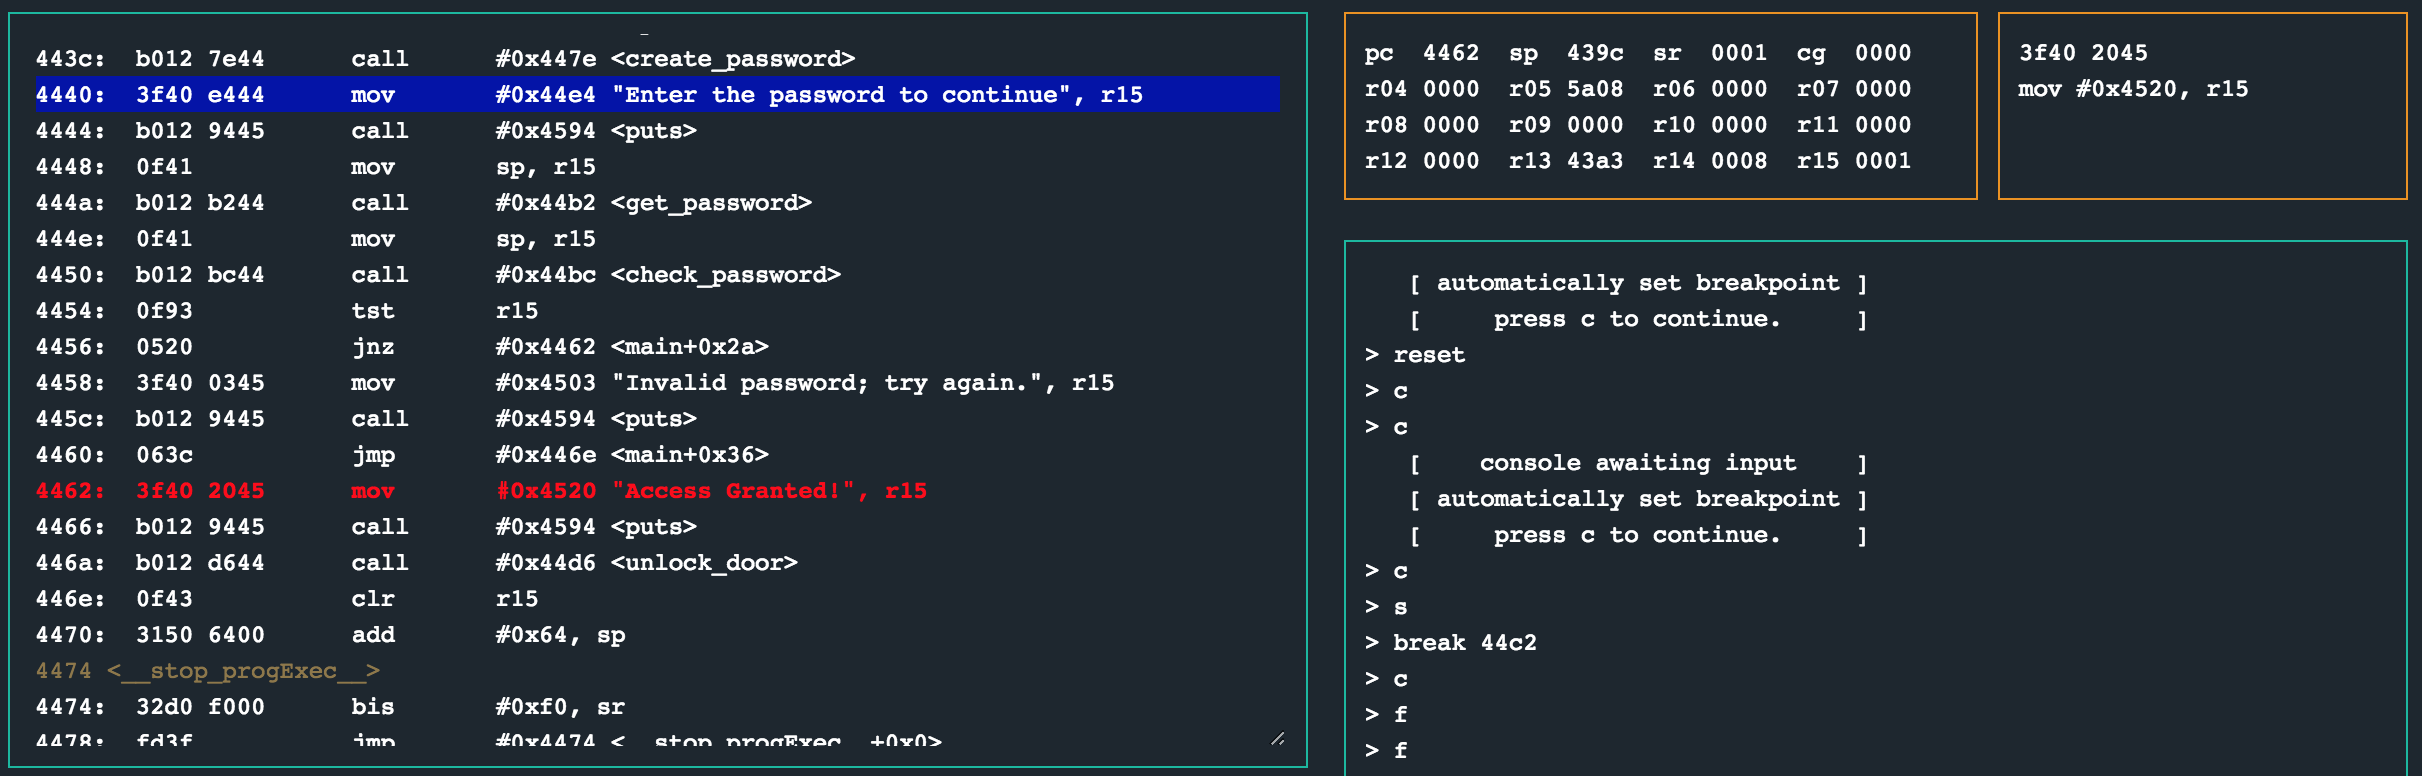 443c: b012 7e44 call #0x447e <create_password>
4440: 3f40 e444 mov #0x44e4 "Enter the password to continue", r15
4444: b012 9445 call #0x4594 <puts>
4448: 0f41 mov sp, r15
444a: b012 b244 call #0x44b2 <get_password>
444e: 0f41 mov sp, r15
4450: b012 bc44 call #0x44bc <check_password>
4454: 0f93 tst r15
4456: 0520 jnz #0x4462 <main+0x2a>
4458: 3f40 0345 mov #0x4503 "Invalid password; try again.", r15
445c: b012 9445 call #0x4594 <puts>
4460: 063c jmp #0x446e <main+0x36>
4462: 3f40 2045 mov #0x4520 "Access Granted!", r15
4466: b012 9445 call #0x4594 <puts>
446a: b012 d644 call #0x44d6 <unlock_door>
446e: 0f43 clr r15
4470: 3150 6400 add #0x64, sp
4474 <__stop_progExec__>
4474: 32d0 f000 bis #0xf0, sr
4478: fd3f jmp #0x4474 <__stop_progExec__+0x0>
pc 4462 sp 439c sr 0001 cg 0000
r04 0000 r05 5a08 r06 0000 r07 0000
r08 0000 r09 0000 r10 0000 r11 0000
r12 0000 r13 43a3 r14 0008 r15 0001
3f40 2045
mov #0x4520, r15
[ automatically set breakpoint ]
[ press c to continue. ]
> reset
> c
> c
[ console awaiting input ]
[ automatically set breakpoint ]
[ press c to continue. ]
> c
> s
> break 44c2
> c
> f
> f